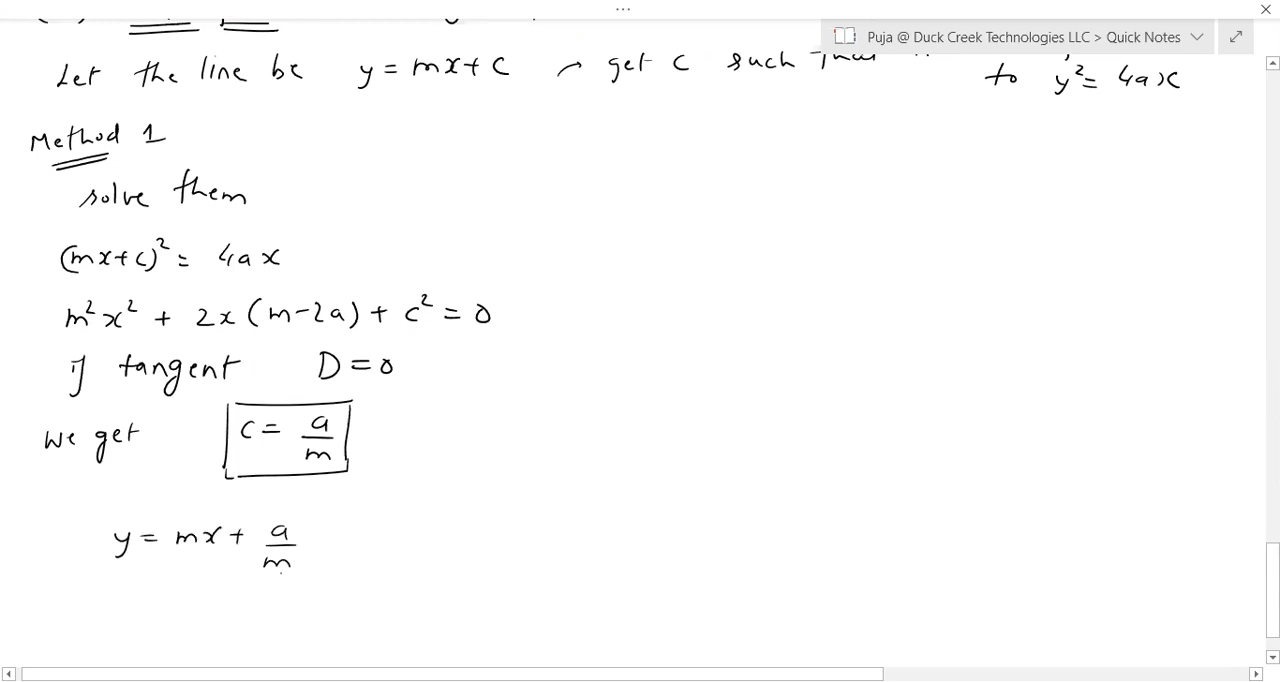 ...
Puja @ Duck Creek Technologies LLC > Quick Notes
Let the line be y = mx + c → get c such that
to y² = 4ax
Method 1
solve them
(mx+c)² = 4ax
m²x² + 2x(m-2a) + c² = 0
if tangent D = 0
we get c = a/m
y = mx + a/m